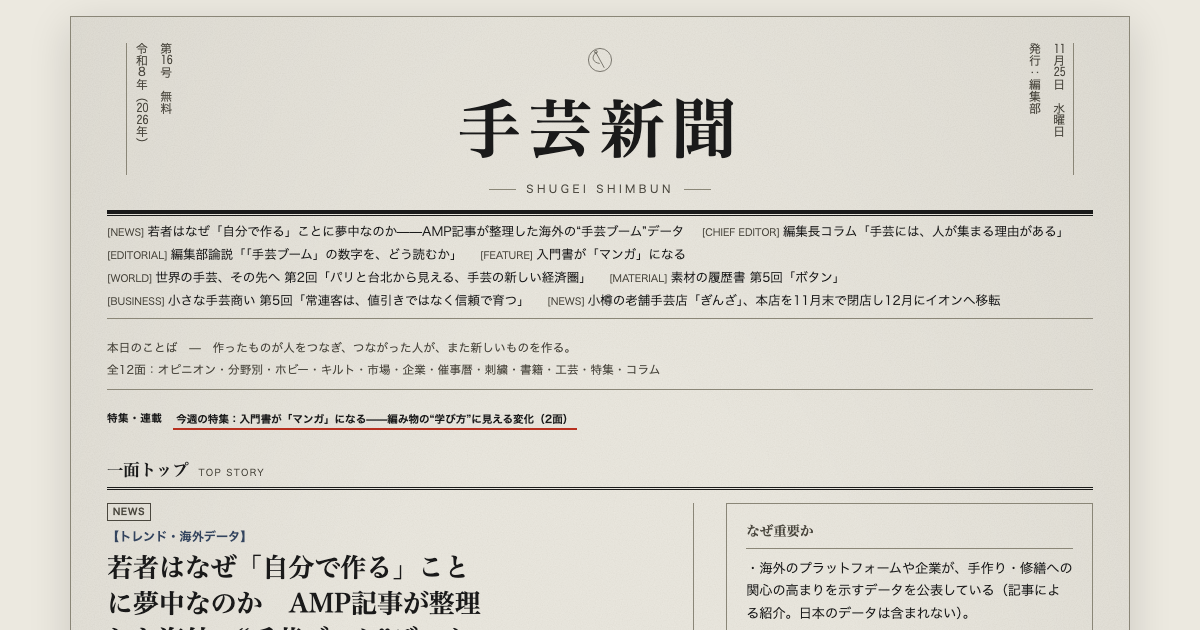 第16号　無料
令和8年（2026年）
11月25日　水曜日
発行：編集部
手芸新聞
SHUGEI SHIMBUN
[NEWS] 若者はなぜ「自分で作る」ことに夢中なのか——AMP記事が整理した海外の“手芸ブーム”データ　[CHIEF EDITOR] 編集長コラム「手芸には、人が集まる理由がある」
[EDITORIAL] 編集部論説「「手芸ブーム」の数字を、どう読むか」　[FEATURE] 入門書が「マンガ」になる
[WORLD] 世界の手芸、その先へ 第2回「パリと台北から見える、手芸の新しい経済圏」　[MATERIAL] 素材の履歴書 第5回「ボタン」
[BUSINESS] 小さな手芸商い 第5回「常連客は、値引きではなく信頼で育つ」　[NEWS] 小樽の老舗手芸店「ぎんざ」、本店を11月末で閉店し12月にイオンへ移転
本日のことば　—　作ったものが人をつなぎ、つながった人が、また新しいものを作る。
全12面：オピニオン・分野別・ホビー・キルト・市場・企業・催事暦・刺繍・書籍・工芸・特集・コラム
特集・連載　今週の特集：入門書が「マンガ」になる——編み物の“学び方”に見える変化（2面）
一面トップ TOP STORY
NEWS
【トレンド・海外データ】
若者はなぜ「自分で作る」こと
に夢中なのか　AMP記事が整理
した海外の“手芸ブーム”データ
なぜ重要か
・海外のプラットフォームや企業が、手作り・修繕への
関心の高まりを示すデータを公表している（記事によ
る紹介。日本のデータは含まれない）。